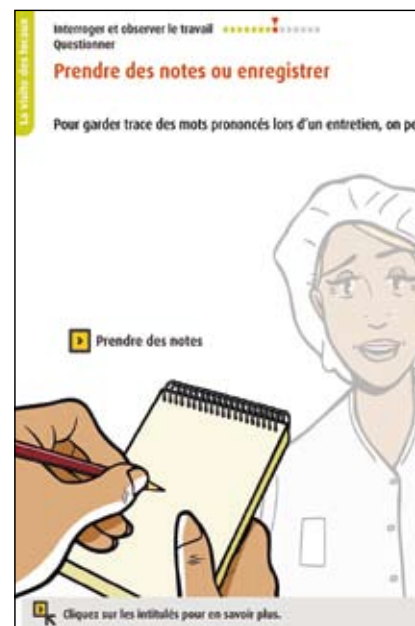 La visite des locaux
Interroger et observer le travail
Questionner
Prendre des notes ou enregistrer
Pour garder trace des mots prononcés lors d'un entretien, on pe
Prendre des notes
Cliquez sur les intitulés pour en savoir plus.